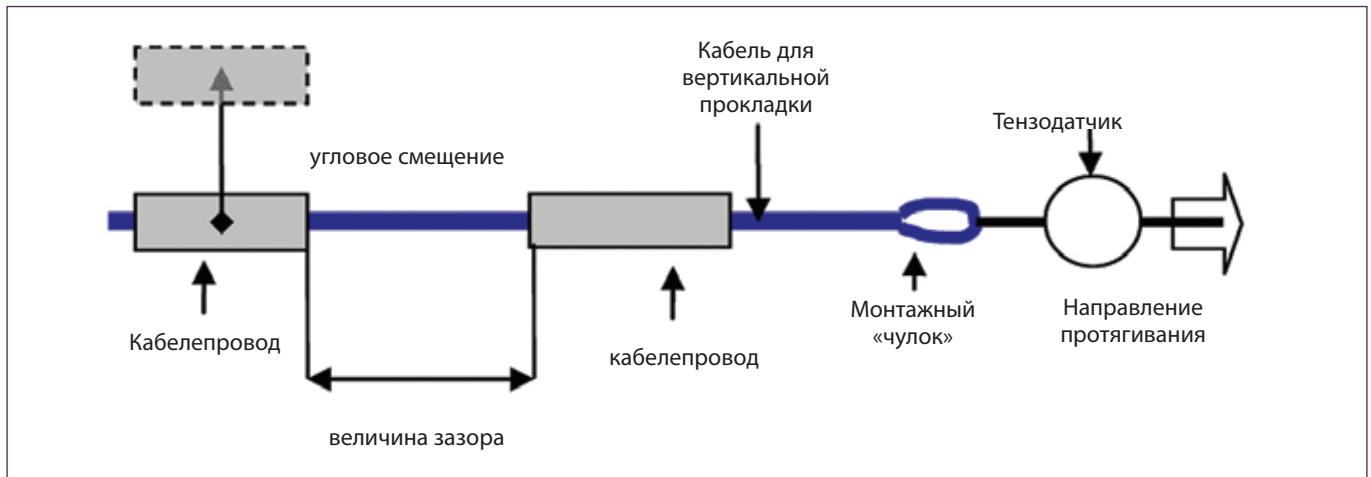 Кабель для
вертикальной
прокладки
Тензодатчик
угловое смещение
Кабелепровод
кабелепровод
Монтажный
«чулок»
Направление
протягивания
величина зазора